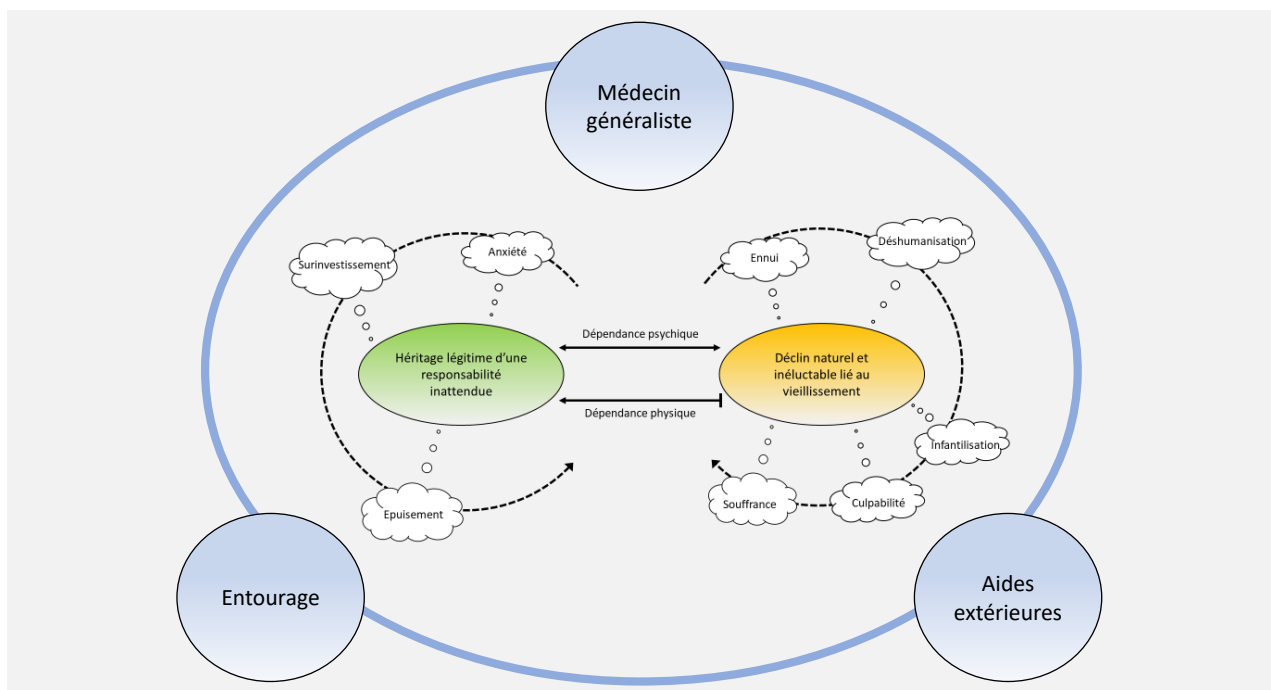 Médecin
généraliste
Surinvestissement
Anxiété
Ennui
Déshumanisation
Dépendance psychique
Héritage légitime d’une
responsabilité
inattendue
Déclin naturel et
inéluctable lié au
vieillissement
Dépendance physique
Infantilisation
Epuisement
Souffrance
Culpabilité
Entourage
Aides
extérieures